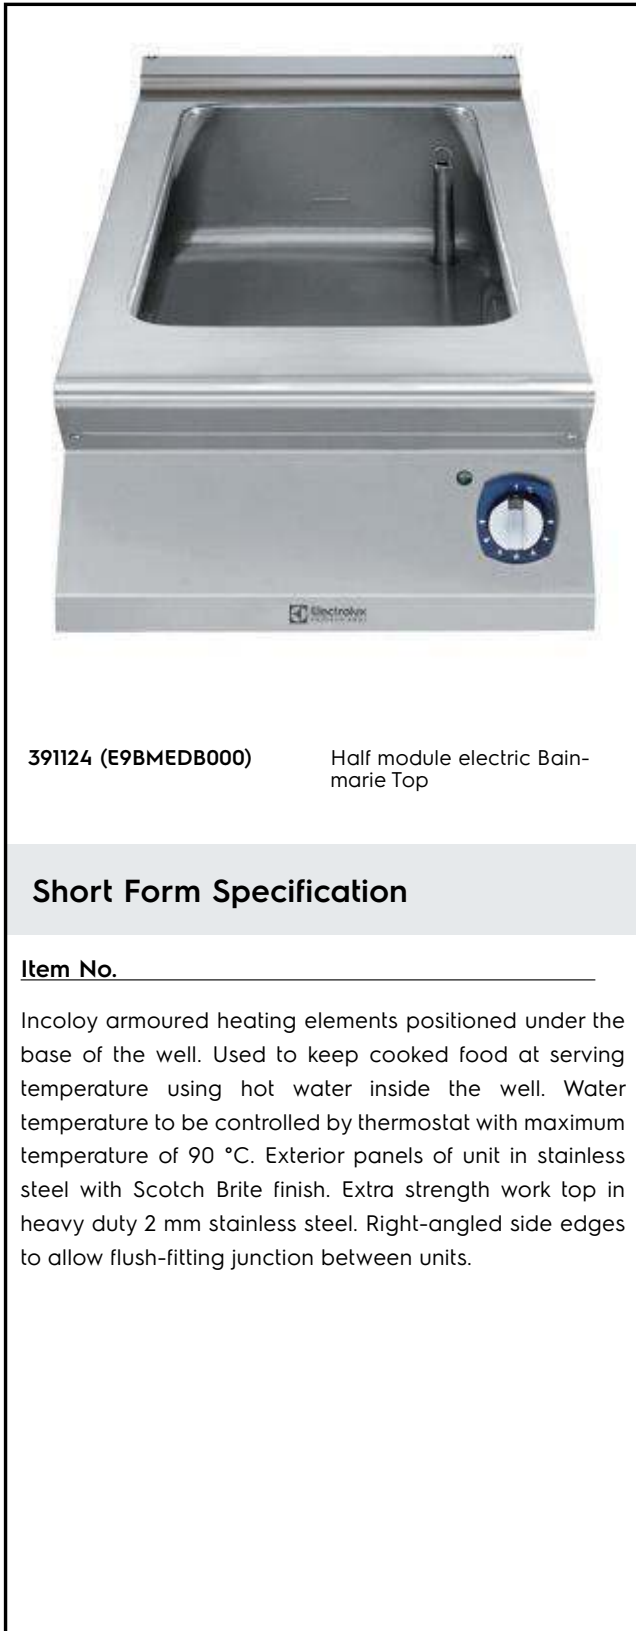 Electrolux
PROFESSIONAL
391124 (E9BMEDB000)
Half module electric Bain-
marie Top
Short Form Specification
Item No.
Incoloy armoured heating elements positioned under the
base of the well. Used to keep cooked food at serving
temperature using hot water inside the well. Water
temperature to be controlled by thermostat with maximum
temperature of 90 °C. Exterior panels of unit in stainless
steel with Scotch Brite finish. Extra strength work top in
heavy duty 2 mm stainless steel. Right-angled side edges
to allow flush-fitting junction between units.